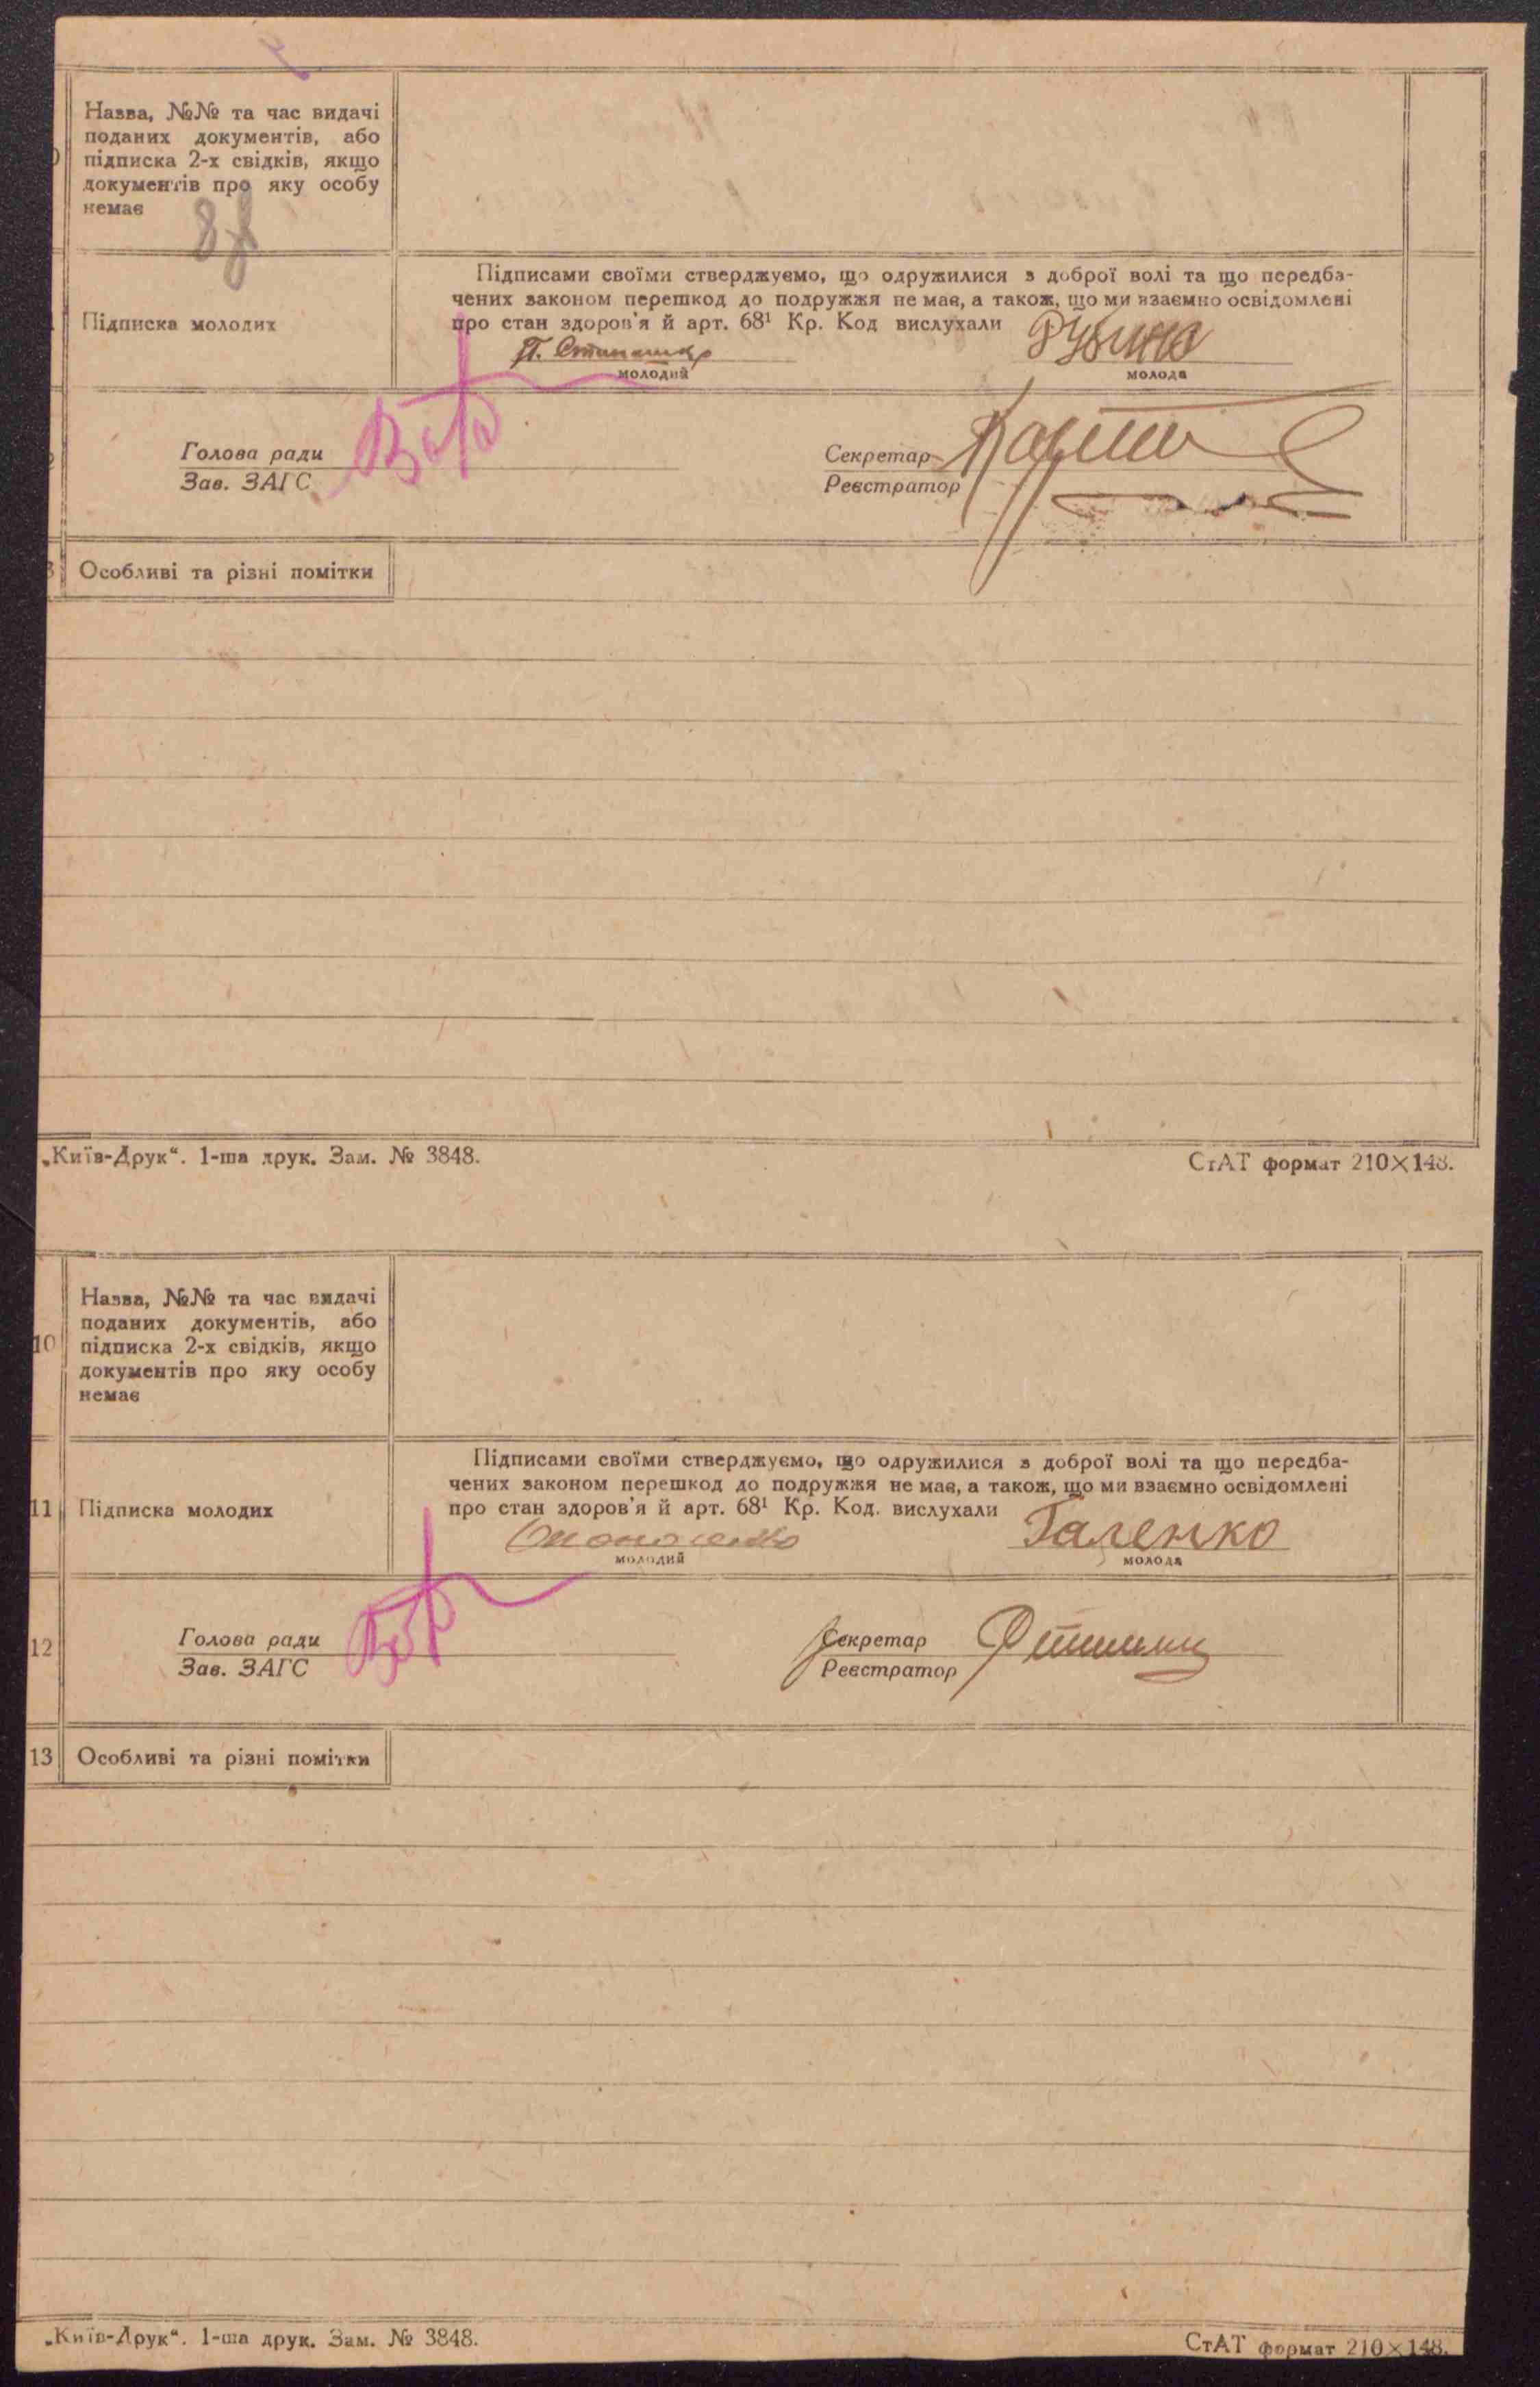 Назва, №№ та час видачі
поданих документів, або
підписка 2-х свідків, якщо
документів про яку особу
немає
Підписка молодих
Підписами своїми стверджуємо, що одружилися з доброї волі та що передба-
чених законом перешкод до подружжя не має, а також, що ми взаємно освідомлені
про стан здоров'я й арт. 68¹ Кр. Код вислухали
молодий молода
Голова ради
Зав. ЗАГС
Секретар
Реєстратор
Особливі та різні помітки
„Київ-Друк“. 1-ша друк. Зам. № 3848. СтАТ формат 210×148.
10
Назва, №№ та час видачі
поданих документів, або
підписка 2-х свідків, якщо
документів про яку особу
немає
11 Підписка молодих
Підписами своїми стверджуємо, що одружилися з доброї волі та що передба-
чених законом перешкод до подружжя не має, а також, що ми взаємно освідомлені
про стан здоров'я й арт. 68¹ Кр. Код. вислухали
Галенко
молодий молода
12
Голова ради
Зав. ЗАГС
Секретар
Реєстратор
13 Особливі та різні помітки
„Київ-Друк“. 1-ша друк. Зам. № 3848. СтАТ формат 210×148.